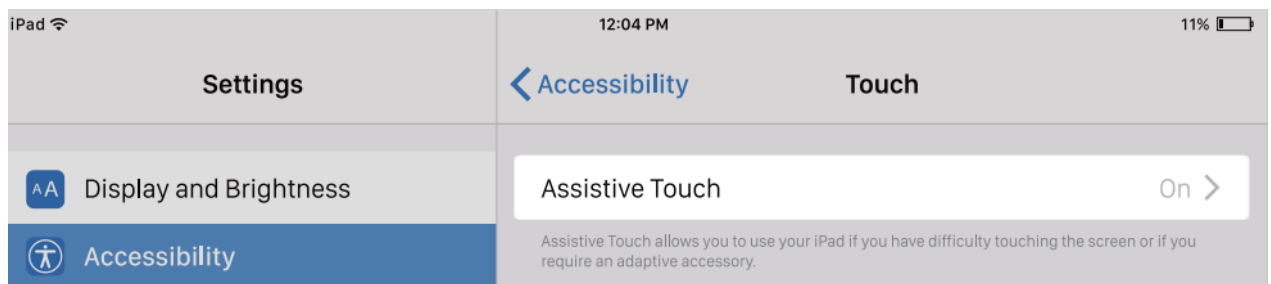 iPad 12:04 PM 11%
Settings
Accessibility Touch
AA Display and Brightness
Accessibility
Assistive Touch On
Assistive Touch allows you to use your iPad if you have difficulty touching the screen or if you
require an adaptive accessory.